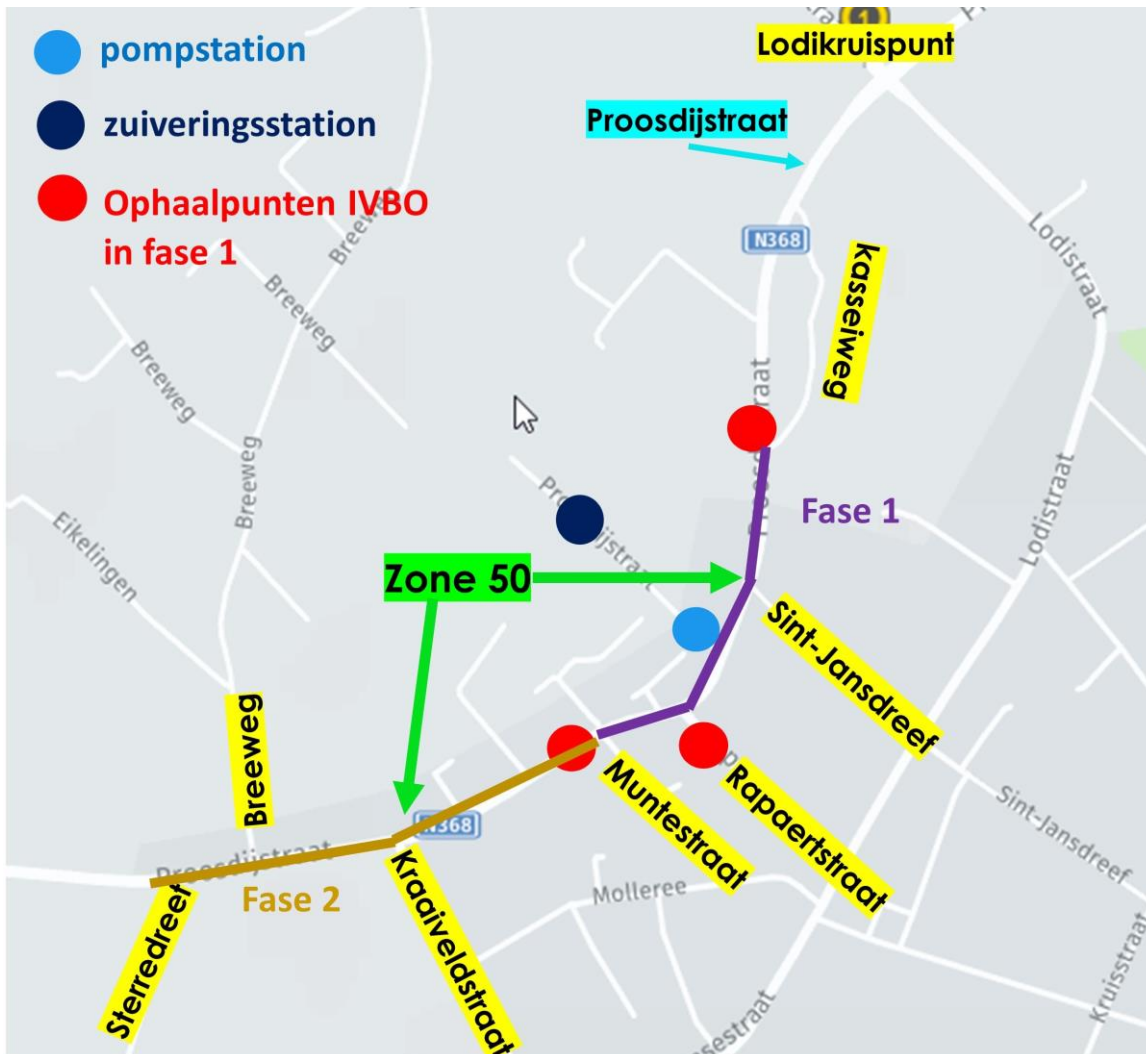 1
Lodikruispunt
pompstation
zuiveringsstation
Proosdijstraat
Ophaalpunten IVBO
in fase 1
Breeweg
N368
Lodistraat
kasseiweg
Breeweg
Breeweg
Breeweg
Lodistraat
Fase 1
Proosdijstraat
Eikelingen
Zone 50
Sint-Jansdreef
Breeweg
Muntestraat
Rapaertstraat
Sint-Jansdreef
N368
Proosdijstraat
Fase 2
Kraaiveldstraat
Molleree
Sterredreef
Kruisstraat